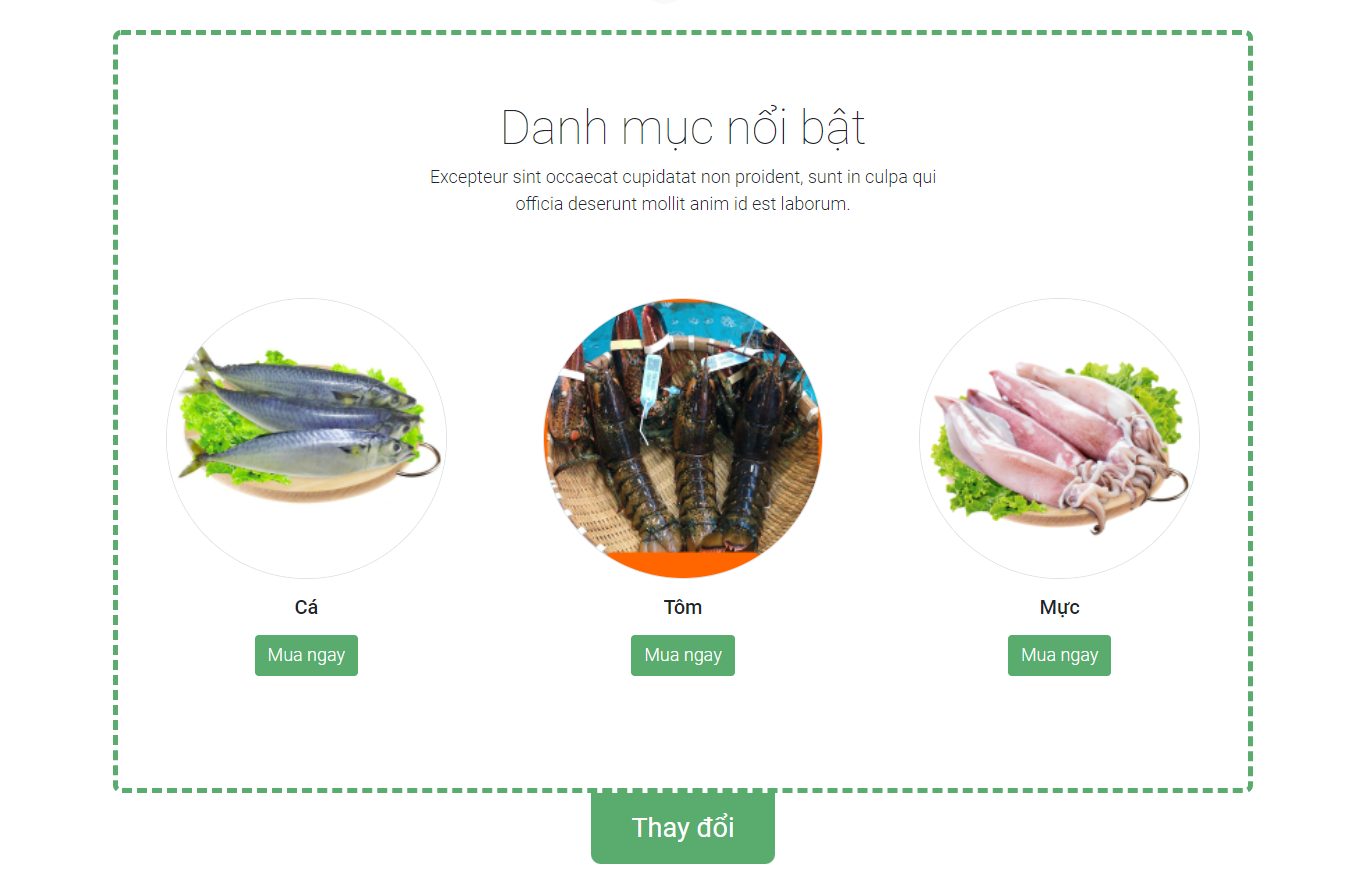 Danh mục nổi bật
Excepteur sint occaecat cupidatat non proident, sunt in culpa qui
officia deserunt mollit anim id est laborum.
Cá
Tôm
Mực
Mua ngay
Mua ngay
Mua ngay
Thay đổi